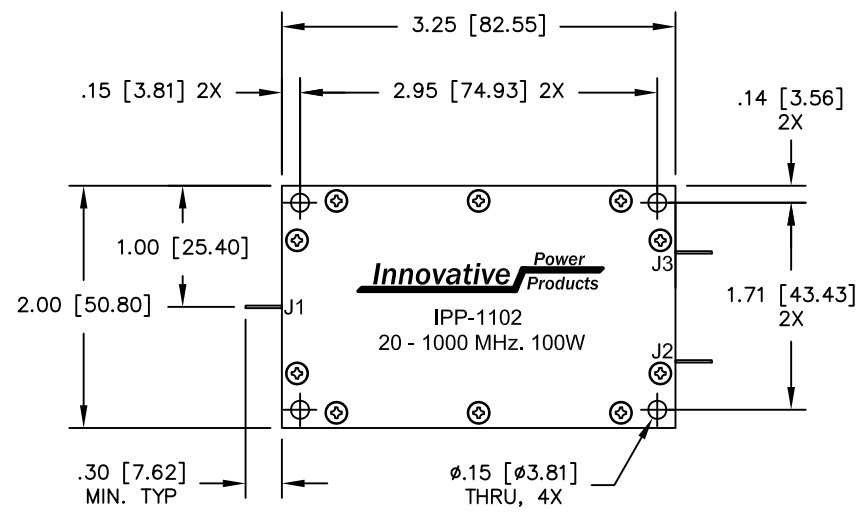 3.25 [82.55]
.15 [3.81] 2X
2.95 [74.93] 2X
.14 [3.56]
2X
1.00 [25.40]
2.00 [50.80]
J1
Innovative Power
Products
IPP-1102
20 - 1000 MHz. 100W
J3
J2
1.71 [43.43]
2X
.30 [7.62]
MIN. TYP
ø.15 [ø3.81]
THRU, 4X